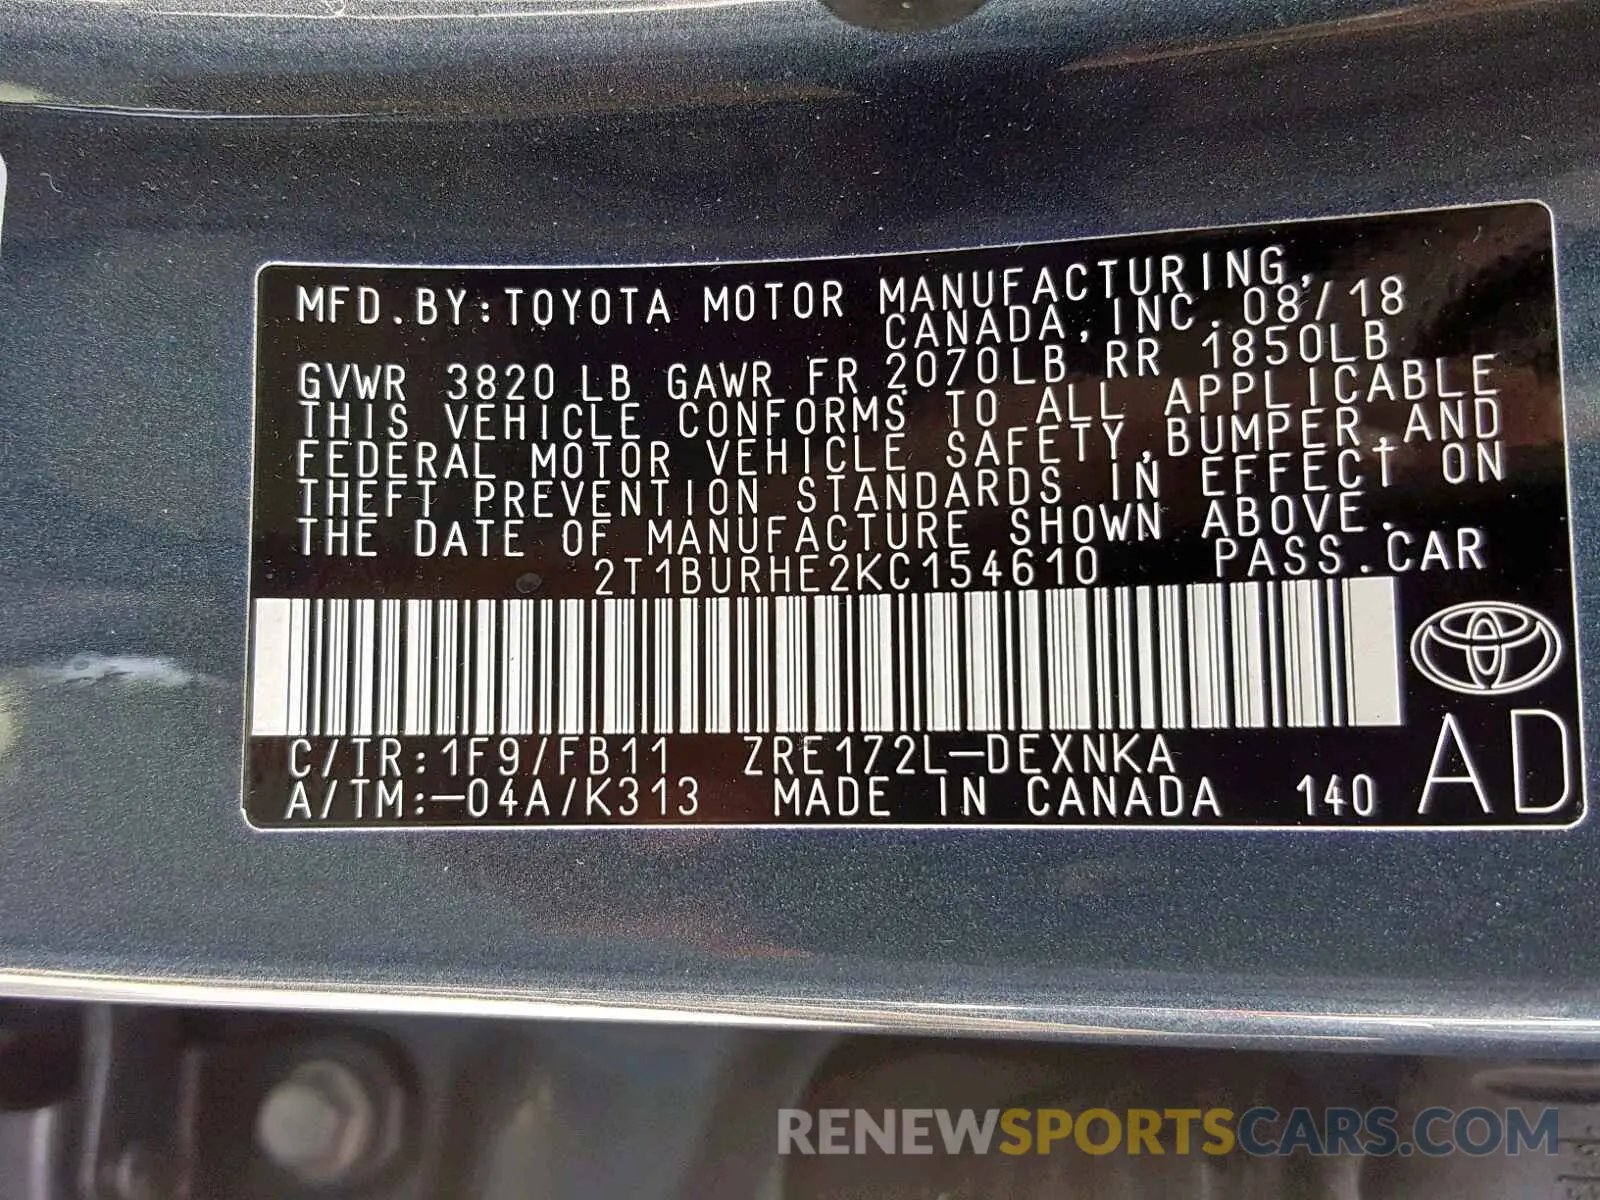 MFD.BY:TOYOTA MOTOR MANUFACTURING,
CANADA,INC. 08/18
GVWR 3820 LB GAWR FR 2070LB RR 1850LB
THIS VEHICLE CONFORMS TO ALL APPLICABLE
FEDERAL MOTOR VEHICLE SAFETY,BUMPER,AND
THEFT PREVENTION STANDARDS IN EFFECT ON
THE DATE OF MANUFACTURE SHOWN ABOVE.
2T1BURHE2KC154610 PASS.CAR
C/TR:1F9/FB11 ZRE172L-DEXNKA
A/TM:-04A/K313 MADE IN CANADA 140 AD
RENEWSPORTSCARS.COM